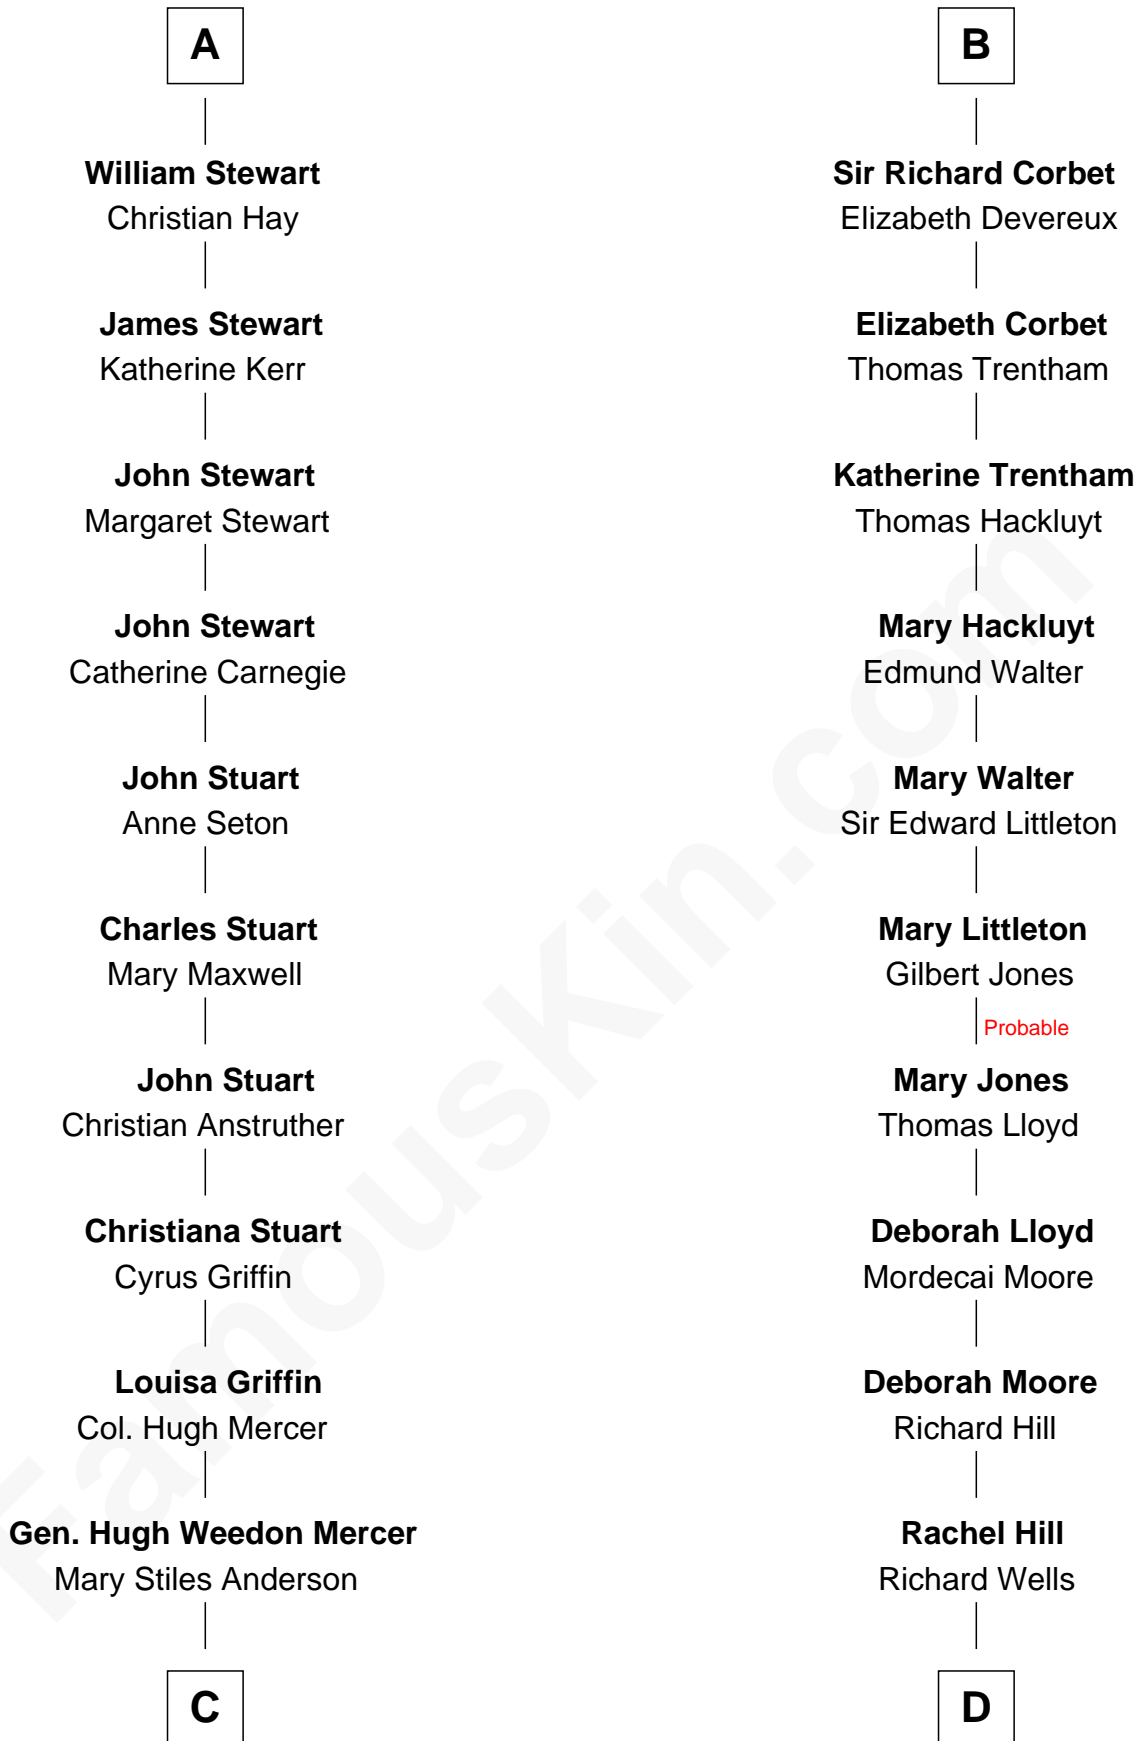 A
William Stewart
Christian Hay
James Stewart
Katherine Kerr
John Stewart
Margaret Stewart
John Stewart
Catherine Carnegie
John Stuart
Anne Seton
Charles Stuart
Mary Maxwell
John Stuart
Christian Anstruther
Christiana Stuart
Cyrus Griffin
Louisa Griffin
Col. Hugh Mercer
Gen. Hugh Weedon Mercer
Mary Stiles Anderson
C
B
Sir Richard Corbet
Elizabeth Devereux
Elizabeth Corbet
Thomas Trentham
Katherine Trentham
Thomas Hackluyt
Mary Hackluyt
Edmund Walter
Mary Walter
Sir Edward Littleton
Mary Littleton
Gilbert Jones
Probable
Mary Jones
Thomas Lloyd
Deborah Lloyd
Mordecai Moore
Deborah Moore
Richard Hill
Rachel Hill
Richard Wells
D
FamousKin.com